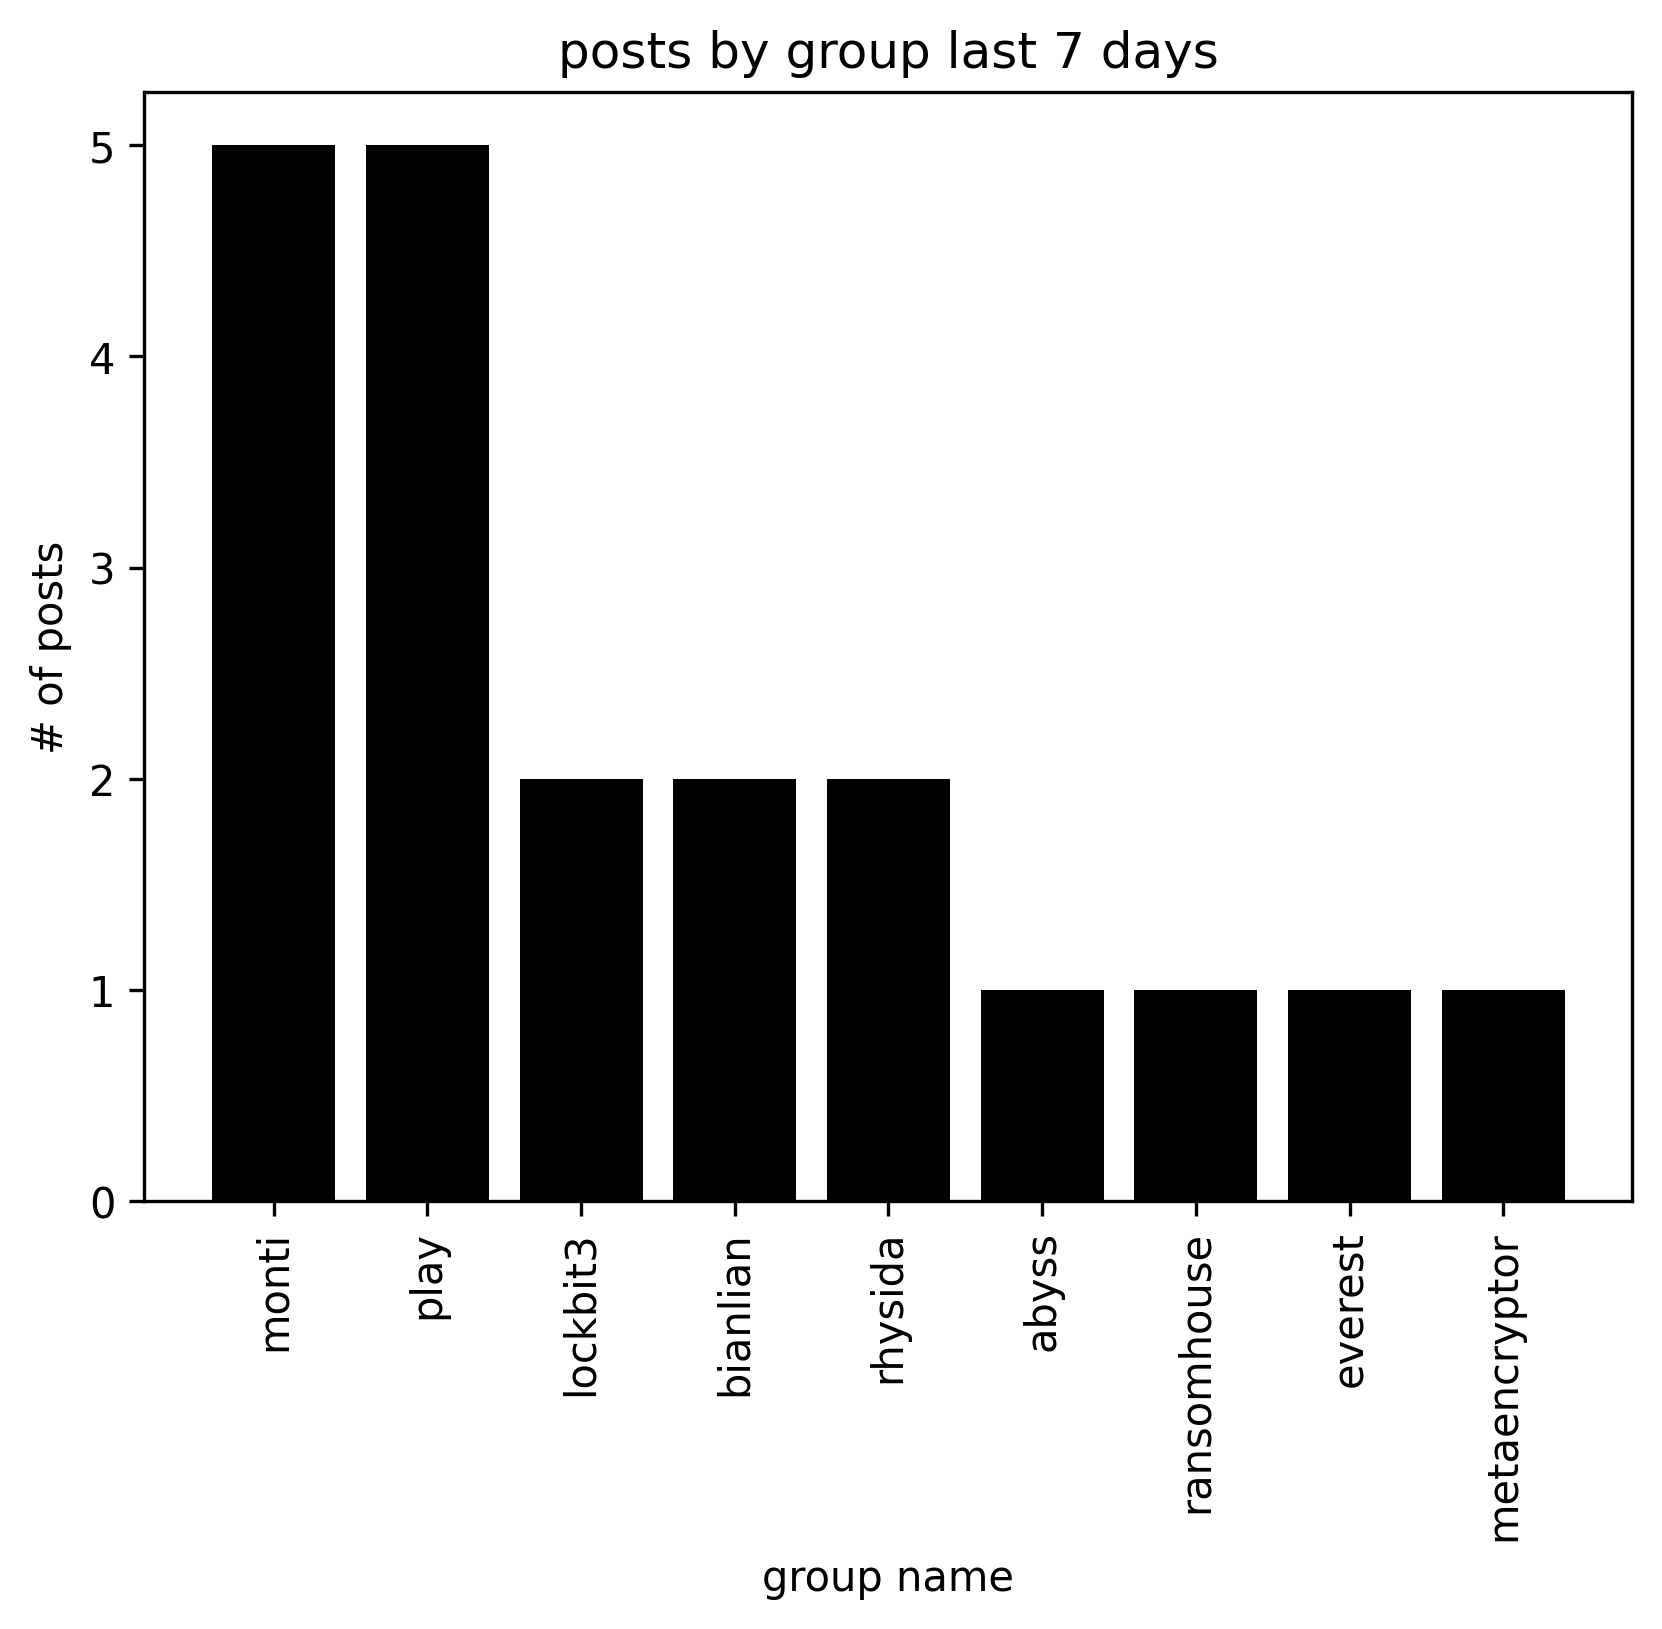 posts by group last 7 days
# of posts
5
4
3
2
1
0
monti
play
lockbit3
bianlian
rhysida
abyss
ransomhouse
everest
metaencryptor
group name